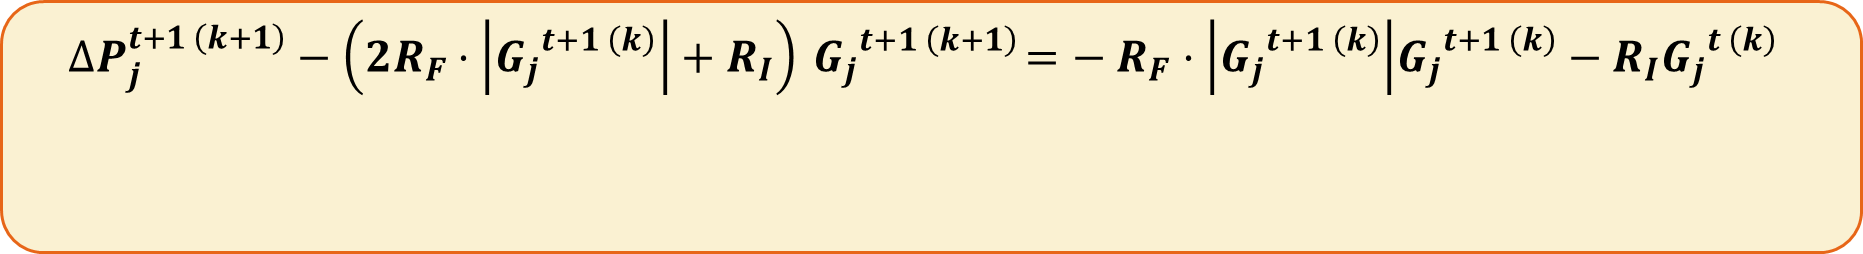 ΔP_j^{t+1 (k+1)} − (2R_F · |G_j^{t+1 (k)}| + R_I) G_j^{t+1 (k+1)} = − R_F · |G_j^{t+1 (k)}|G_j^{t+1 (k)} − R_I G_j^{t (k)}